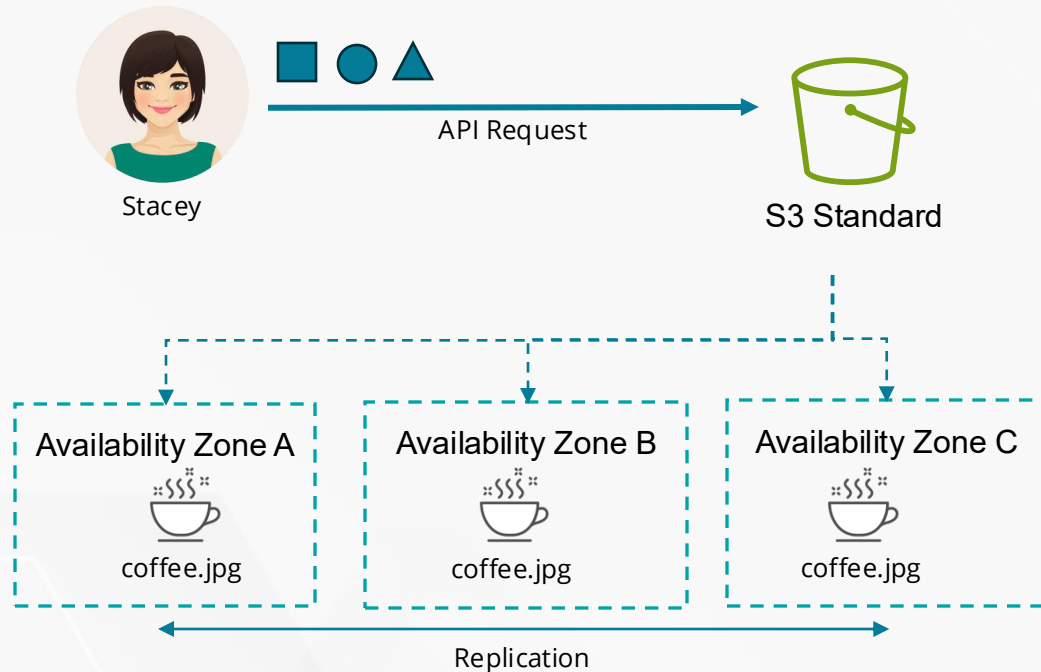 API Request
Stacey
S3 Standard
Availability Zone A
Availability Zone B
Availability Zone C
coffee.jpg
coffee.jpg
coffee.jpg
Replication